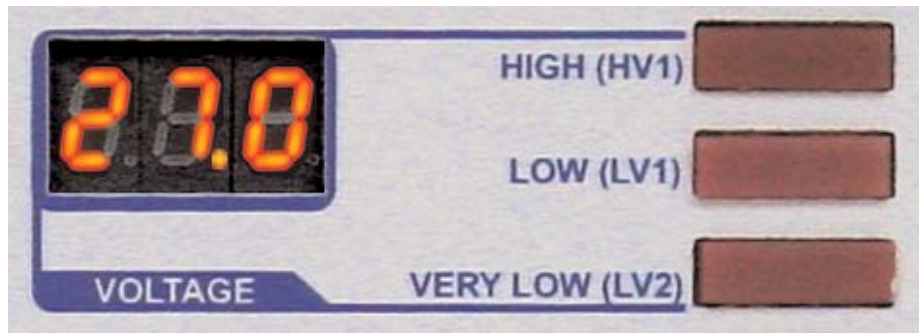 27.0
HIGH (HV1)
LOW (LV1)
VERY LOW (LV2)
VOLTAGE